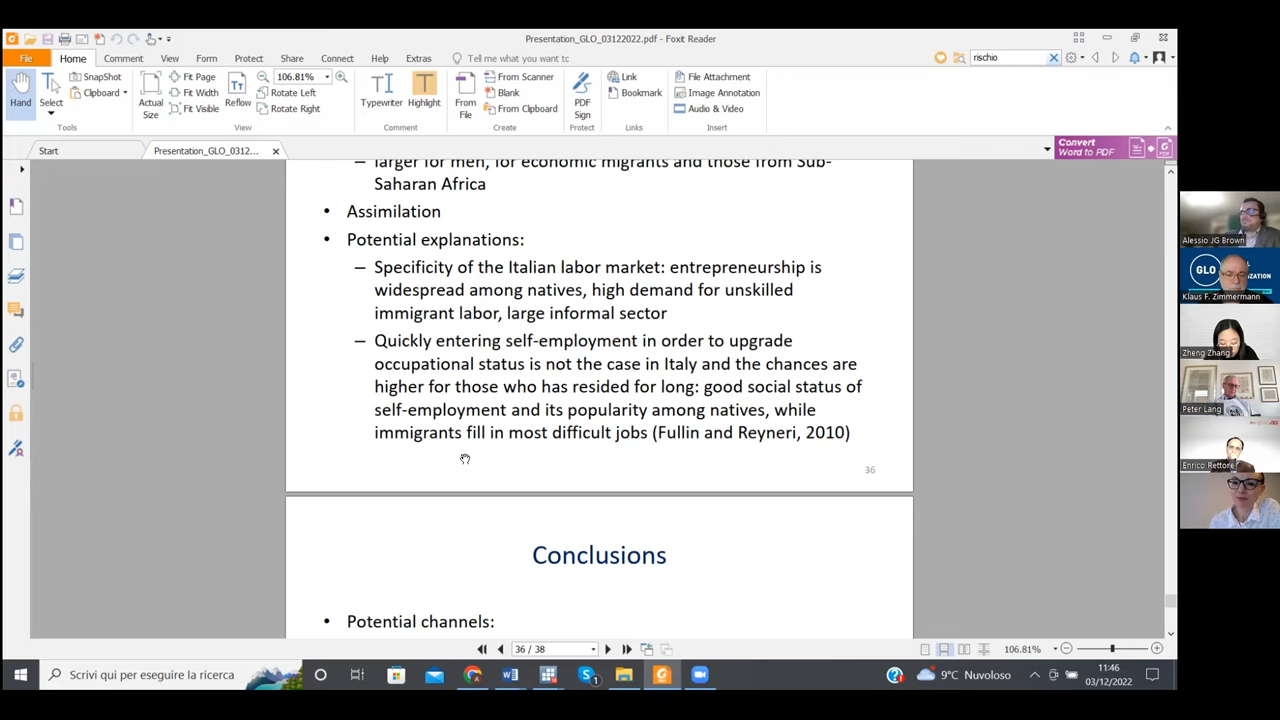 Presentation_GLO_03122022.pdf - Foxit Reader
File
Home
Comment
View
Form
Protect
Share
Connect
Help
Extras
Tell me what you want to
rischio
Hand
Select
SnapShot
Clipboard
Tools
Actual
Size
Fit Page
Fit Width
Fit Visible
Reflow
106.81%
Rotate Left
Rotate Right
View
Typewriter
Highlight
Comment
From
File
From Scanner
Blank
From Clipboard
Create
PDF
Sign
Protect
Link
Bookmark
Links
File Attachment
Image Annotation
Audio & Video
Insert
Start
Presentation_GLO_0312...
Convert
Word to PDF
– larger for men, for economic migrants and those from Sub-
Saharan Africa
• Assimilation
• Potential explanations:
– Specificity of the Italian labor market: entrepreneurship is
widespread among natives, high demand for unskilled
immigrant labor, large informal sector
– Quickly entering self-employment in order to upgrade
occupational status is not the case in Italy and the chances are
higher for those who has resided for long: good social status of
self-employment and its popularity among natives, while
immigrants fill in most difficult jobs (Fullin and Reyneri, 2010)
36
Conclusions
• Potential channels:
36 / 38
106.81%
Alessio JG Brown
GLO
Klaus F. Zimmermann
Zheng Zhang
Peter Lang
Enrico Rettore
Scrivi qui per eseguire la ricerca
9°C Nuvoloso
11:46
03/12/2022